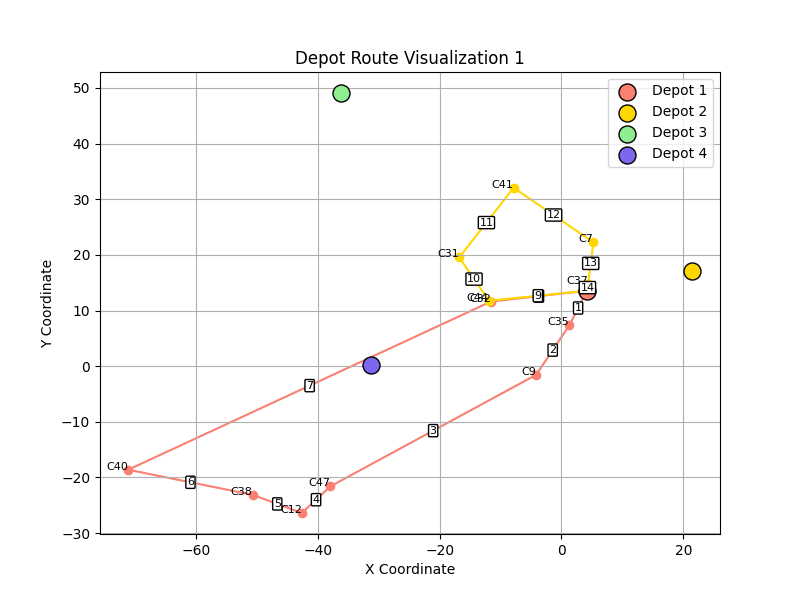 Depot Route Visualization 1
Depot 1
Depot 2
Depot 3
Depot 4
50
40
30
20
10
0
−10
−20
−30
−60
−40
−20
0
20
X Coordinate
Y Coordinate
C41
C7
C31
C37
C35
C9
C47
C12
C38
C40
1
2
3
4
5
6
7
9
10
11
12
13
14